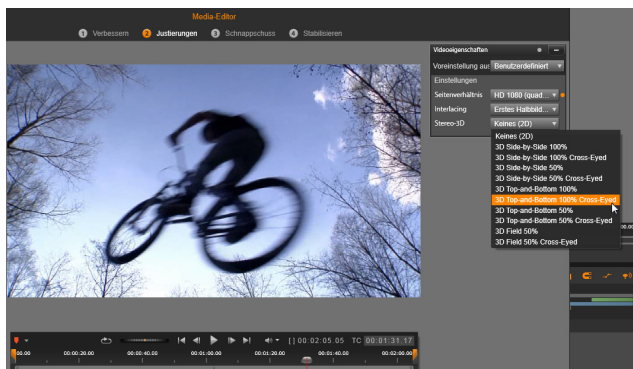 Media-Editor
1 Verbessern 2 Justierungen 3 Schnappschuss 4 Stabilisieren
Videoeigenschaften
Voreinstellung aus Benutzerdefiniert
Einstellungen
Seitenverhältnis HD 1080 (quad...
Interlacing Erstes Halbbild...
Stereo-3D Keines (2D)
Keines (2D)
3D Side-by-Side 100%
3D Side-by-Side 100% Cross-Eyed
3D Side-by-Side 50%
3D Side-by-Side 50% Cross-Eyed
3D Top-and-Bottom 100%
3D Top-and-Bottom 100% Cross-Eyed
3D Top-and-Bottom 50%
3D Top-and-Bottom 50% Cross-Eyed
3D Field 50%
3D Field 50% Cross-Eyed
[ ] 00:02:05.05 TC 00:01:31.17
00.00 00:00:20.00 00:00:40.00 00:01:00.00 00:01:20.00 00:01:40.00 00:02:00.00